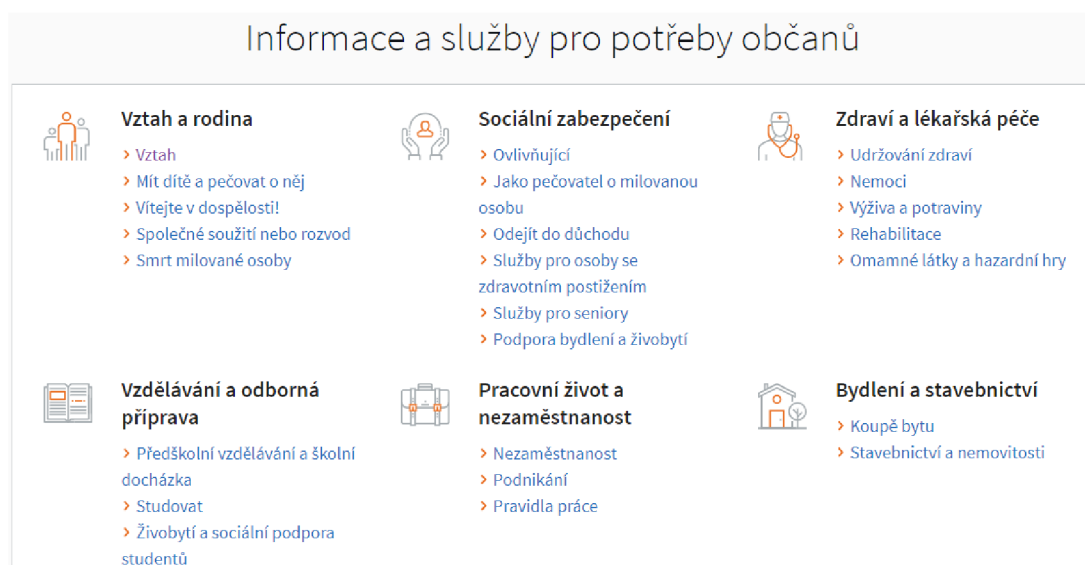 Informace a služby pro potřeby občanů
Vztah a rodina
> Vztah
> Mít dítě a pečovat o něj
> Vítejte v dospělosti!
> Společné soužití nebo rozvod
> Smrt milované osoby
Sociální zabezpečení
> Ovlivňující
> Jako pečovatel o milovanou
osobu
> Odejít do důchodu
> Služby pro osoby se
zdravotním postižením
> Služby pro seniory
> Podpora bydlení a živobytí
Zdraví a lékařská péče
> Udržování zdraví
> Nemoci
> Výživa a potraviny
> Rehabilitace
> Omamné látky a hazardní hry
Vzdělávání a odborná
příprava
> Předškolní vzdělávání a školní
docházka
> Studovat
> Živobytí a sociální podpora
studentů
Pracovní život a
nezaměstnanost
> Nezaměstnanost
> Podnikání
> Pravidla práce
Bydlení a stavebnictví
> Koupě bytu
> Stavebnictví a nemovitosti